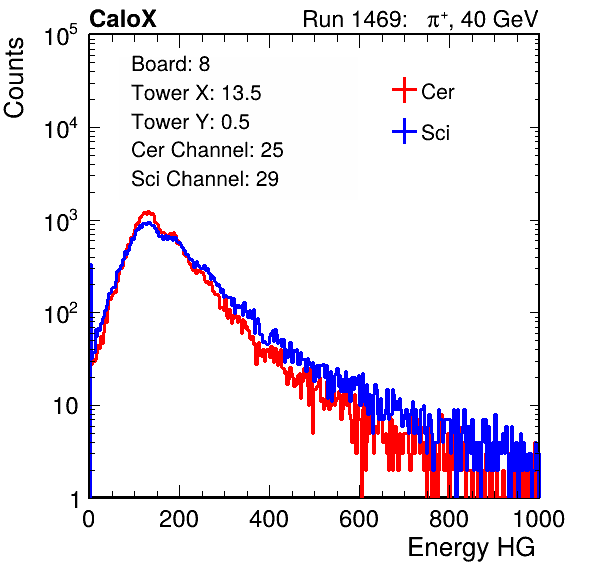 CaloX Run 1469: π⁺, 40 GeV
Counts
Board: 8
Tower X: 13.5
Tower Y: 0.5
Cer Channel: 25
Sci Channel: 29
Cer
Sci
10⁵
10⁴
10³
10²
10
1
0 200 400 600 800 1000
Energy HG